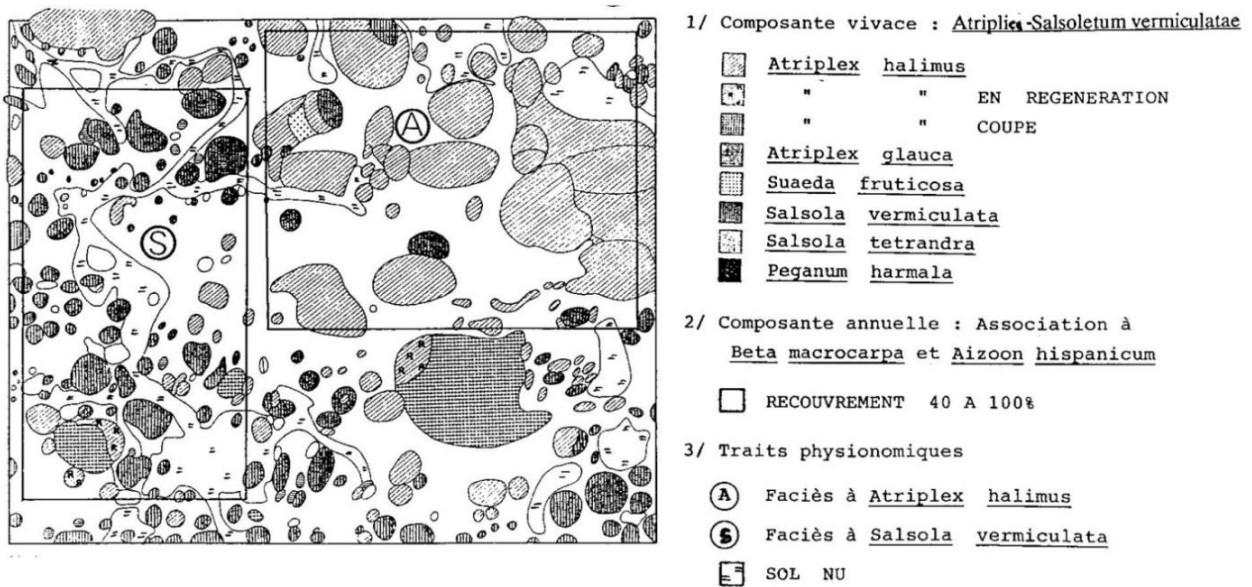 1/ Composante vivace : Atriplici-Salsoletum vermiculatae
Atriplex halimus
" " EN REGENERATION
" " COUPE
Atriplex glauca
Suaeda fruticosa
Salsola vermiculata
Salsola tetrandra
Peganum harmala
2/ Composante annuelle : Association à
Beta macrocarpa et Aizoon hispanicum
RECOUVREMENT 40 A 100%
3/ Traits physionomiques
A Faciès à Atriplex halimus
S Faciès à Salsola vermiculata
SOL NU
A
S